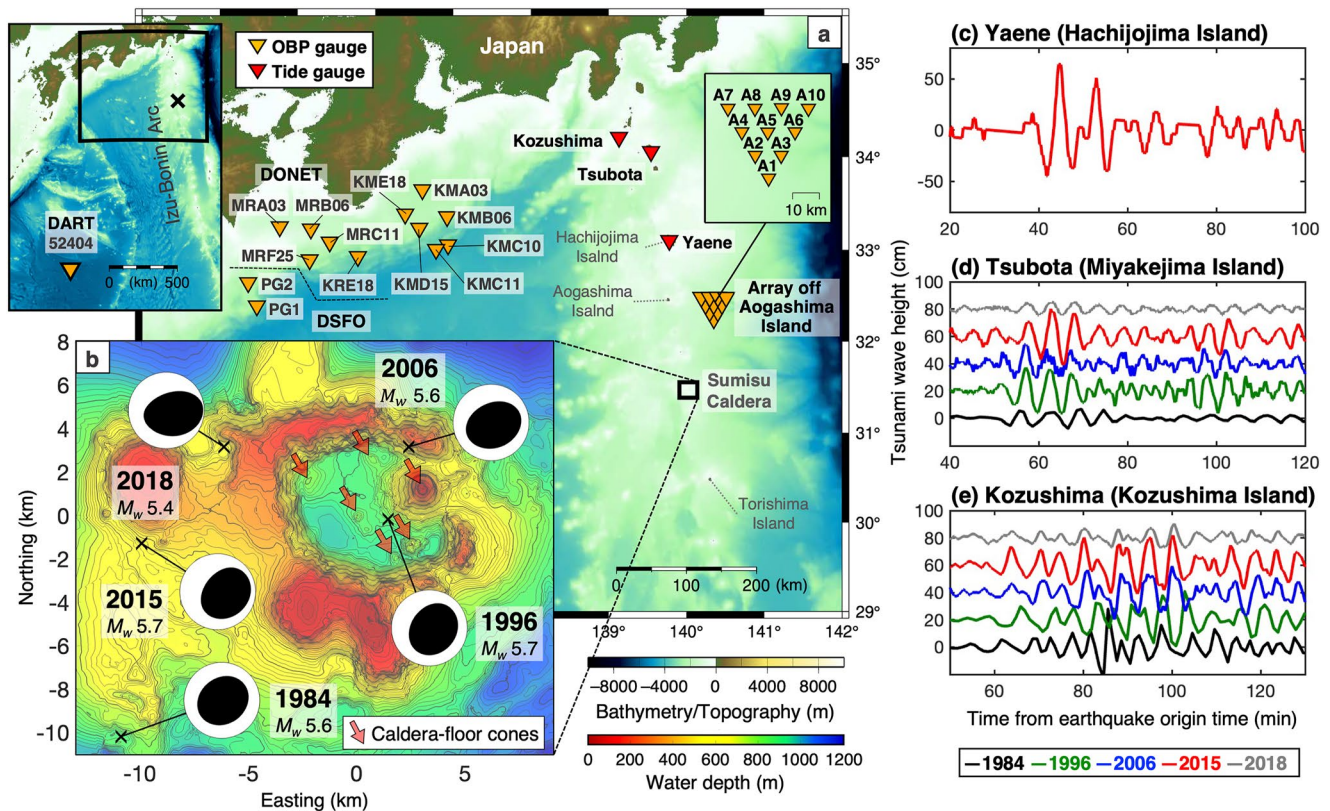 OBP gauge
Tide gauge
Japan
a
Izu-Bonin Arc
DART
52404
0 (km) 500
DONET
MRA03
MRB06
KME18
KMA03
MRC11
KMB06
MRF25
KMC10
KRE18
KMD15
KMC11
PG2
PG1
DSFO
Kozushima
Tsubota
Hachijojima
Isalnd
Yaene
Aogashima
Isalnd
Array off
Aogashima
Island
A7 A8 A9 A10
A4 A5 A6
A2 A3
A1
10 km
Sumisu
Caldera
Torishima
Island
0 100 200 (km)
35°
34°
33°
32°
31°
30°
29°
139° 140° 141° 142°
b
8
6
4
2
0
-2
-4
-6
-8
-10
Northing (km)
-10 -5 0 5
Easting (km)
2006
Mw 5.6
2018
Mw 5.4
2015
Mw 5.7
1996
Mw 5.7
1984
Mw 5.6
Caldera-floor cones
−8000 −4000 0 4000 8000
Bathymetry/Topography (m)
0 200 400 600 800 1000 1200
Water depth (m)
(c) Yaene (Hachijojima Island)
50
0
-50
20 40 60 80 100
Tsunami wave height (cm)
(d) Tsubota (Miyakejima Island)
100
80
60
40
20
0
40 60 80 100 120
(e) Kozushima (Kozushima Island)
100
80
60
40
20
0
60 80 100 120
Time from earthquake origin time (min)
1984 1996 2006 2015 2018